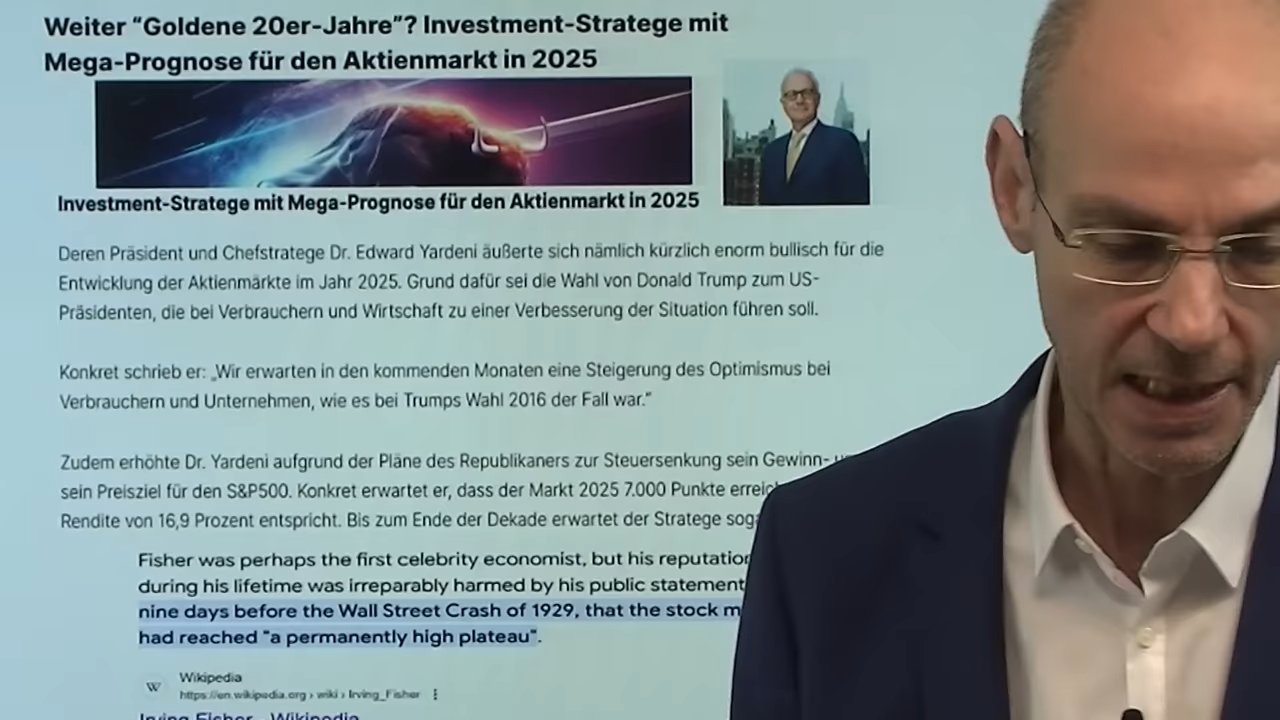 Weiter “Goldene 20er-Jahre”? Investment-Stratege mit
Mega-Prognose für den Aktienmarkt in 2025
Investment-Stratege mit Mega-Prognose für den Aktienmarkt in 2025
Deren Präsident und Chefstratege Dr. Edward Yardeni äußerte sich nämlich kürzlich enorm bullisch für die
Entwicklung der Aktienmärkte im Jahr 2025. Grund dafür sei die Wahl von Donald Trump zum US-
Präsidenten, die bei Verbrauchern und Wirtschaft zu einer Verbesserung der Situation führen soll.
Konkret schrieb er: „Wir erwarten in den kommenden Monaten eine Steigerung des Optimismus bei
Verbrauchern und Unternehmen, wie es bei Trumps Wahl 2016 der Fall war.“
Zudem erhöhte Dr. Yardeni aufgrund der Pläne des Republikaners zur Steuersenkung sein Gewinn-
sein Preisziel für den S&P500. Konkret erwartet er, dass der Markt 2025 7.000 Punkte
Rendite von 16,9 Prozent entspricht. Bis zum Ende der Dekade erwartet der Stratege
Fisher was perhaps the first celebrity economist, but his
during his lifetime was irreparably harmed by his public
nine days before the Wall Street Crash of 1929, that the stock
had reached "a permanently high plateau".
W Wikipedia
https://en.wikipedia.org › wiki › Irving_Fisher
Irving Fisher - Wikipedia